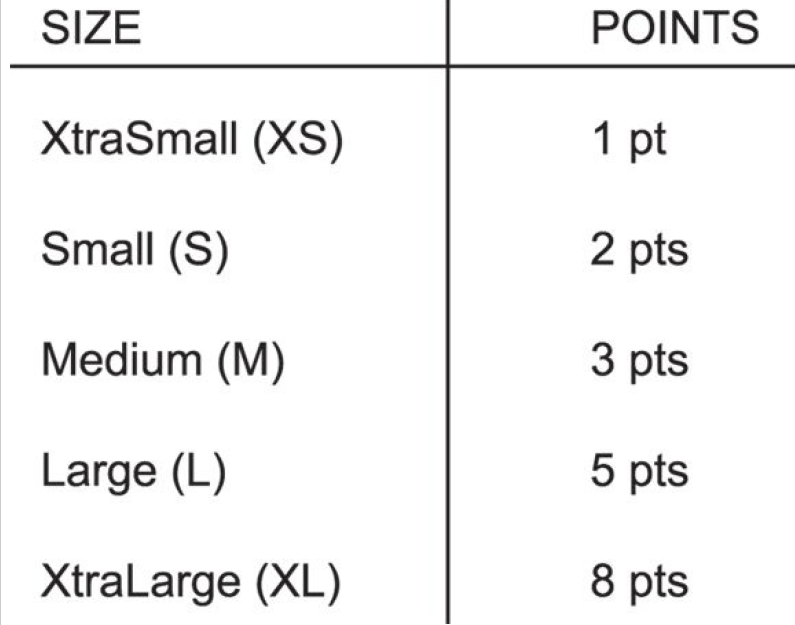 SIZE POINTS
XtraSmall (XS) 1 pt
Small (S) 2 pts
Medium (M) 3 pts
Large (L) 5 pts
XtraLarge (XL) 8 pts